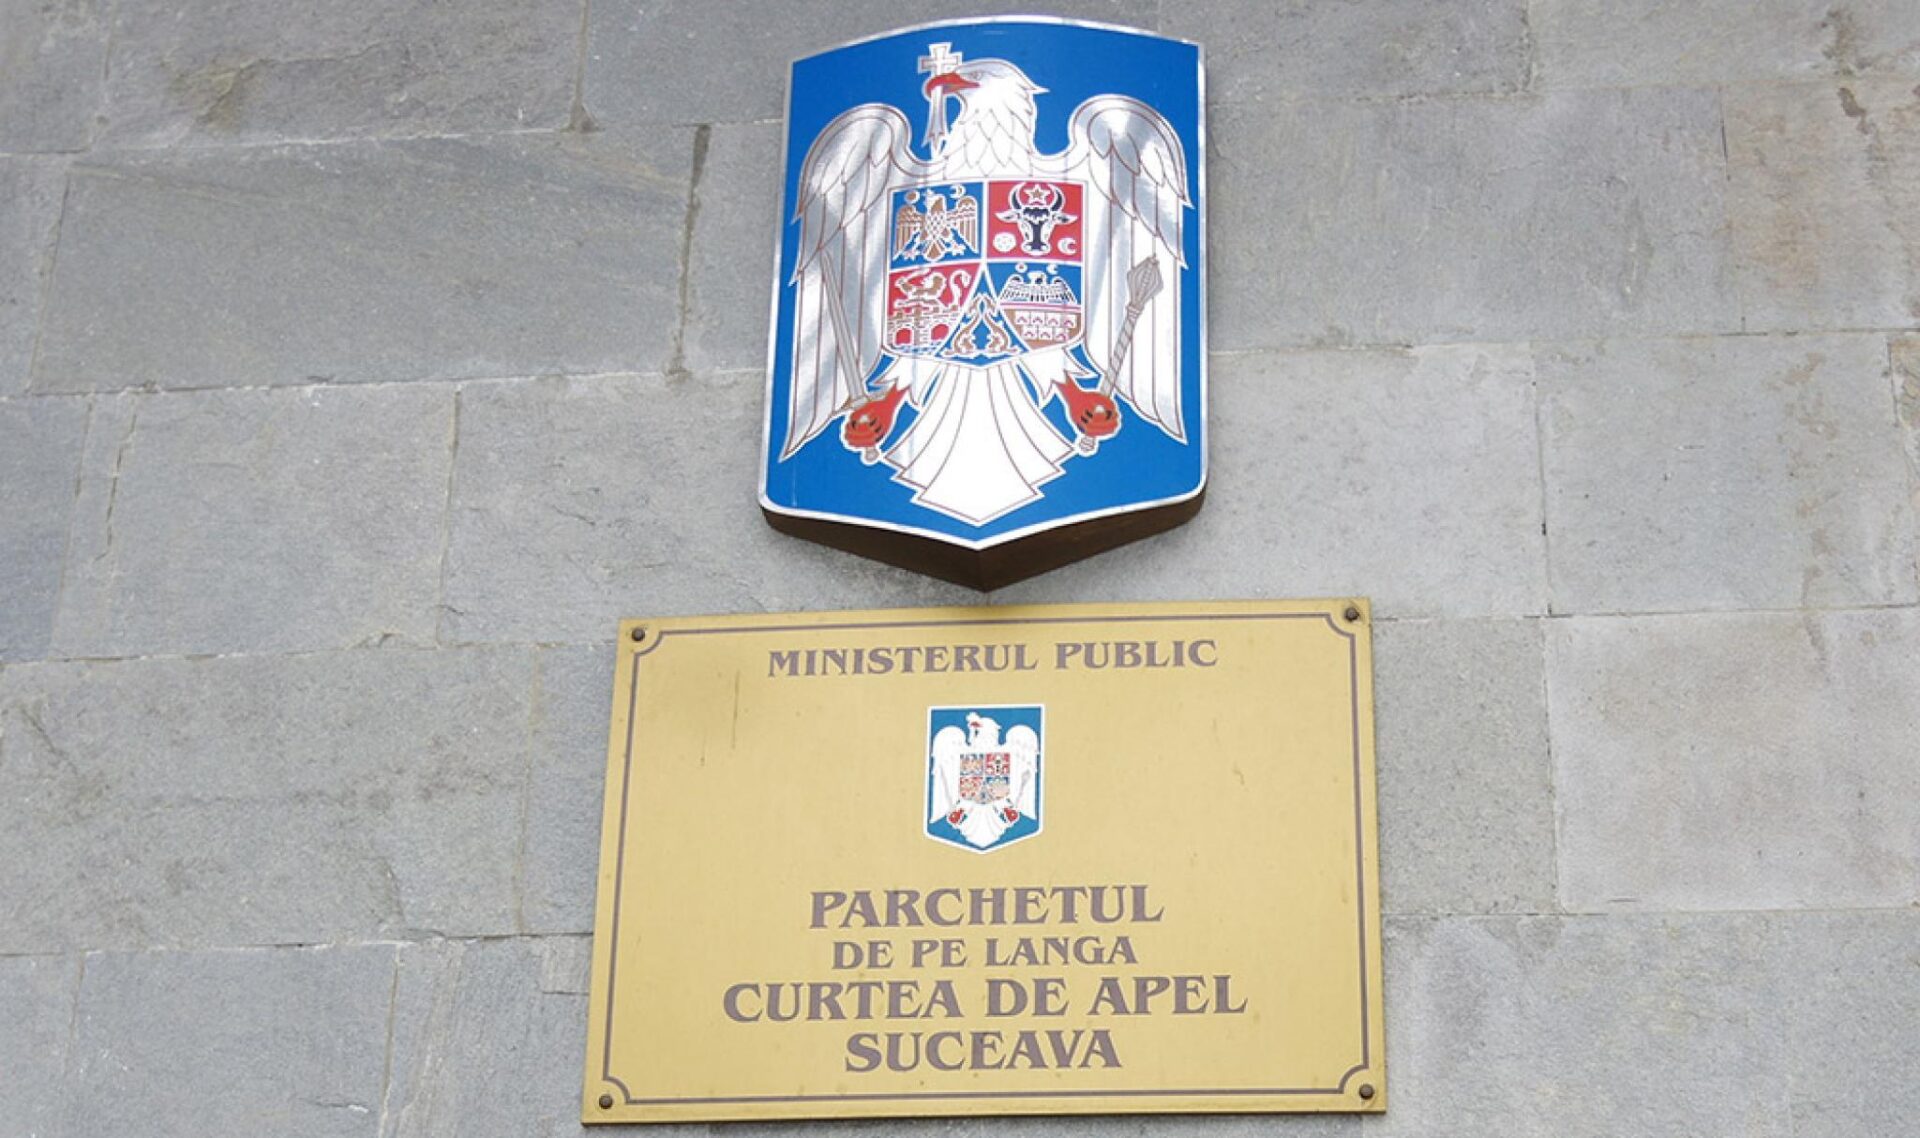 MINISTERUL PUBLIC
PARCHETUL
DE PE LANGA
CURTEA DE APEL
SUCEAVA